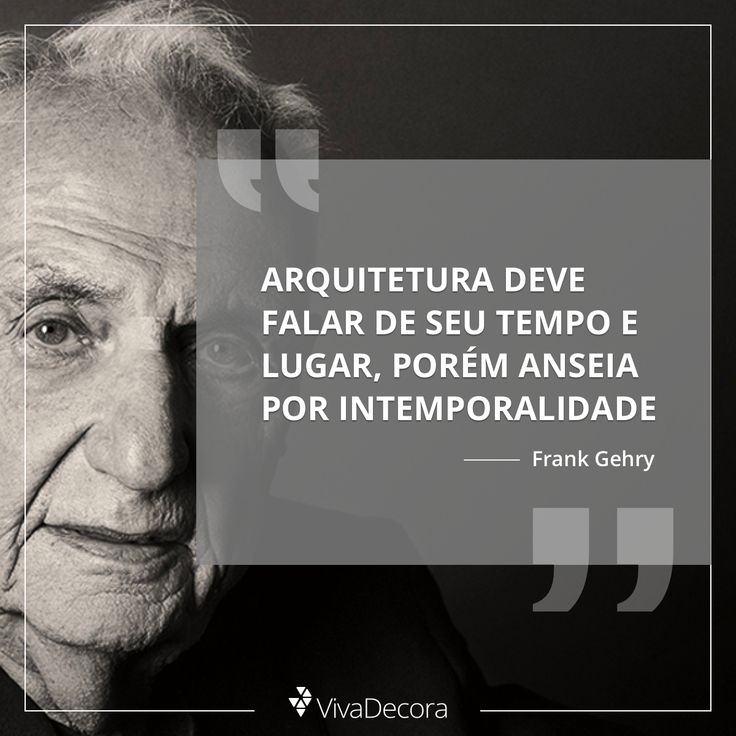 ARQUITETURA DEVE
FALAR DE SEU TEMPO E
LUGAR, PORÉM ANSEIA
POR INTEMPORALIDADE
Frank Gehry
VivaDecora